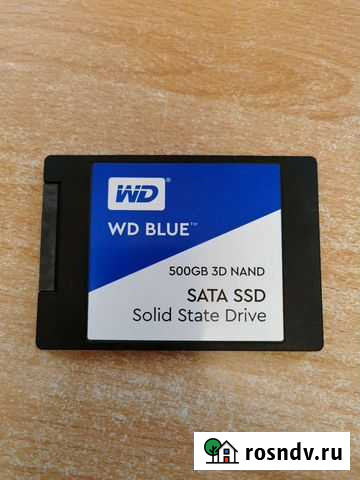 WD
WD BLUE™
500GB 3D NAND
SATA SSD
Solid State Drive
rosndv.ru